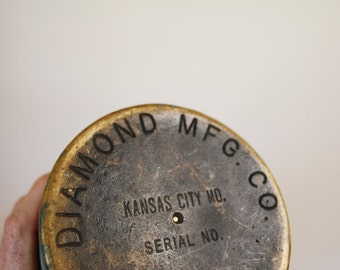 DIAMOND MFG. CO.
KANSAS CITY MO.
SERIAL NO.